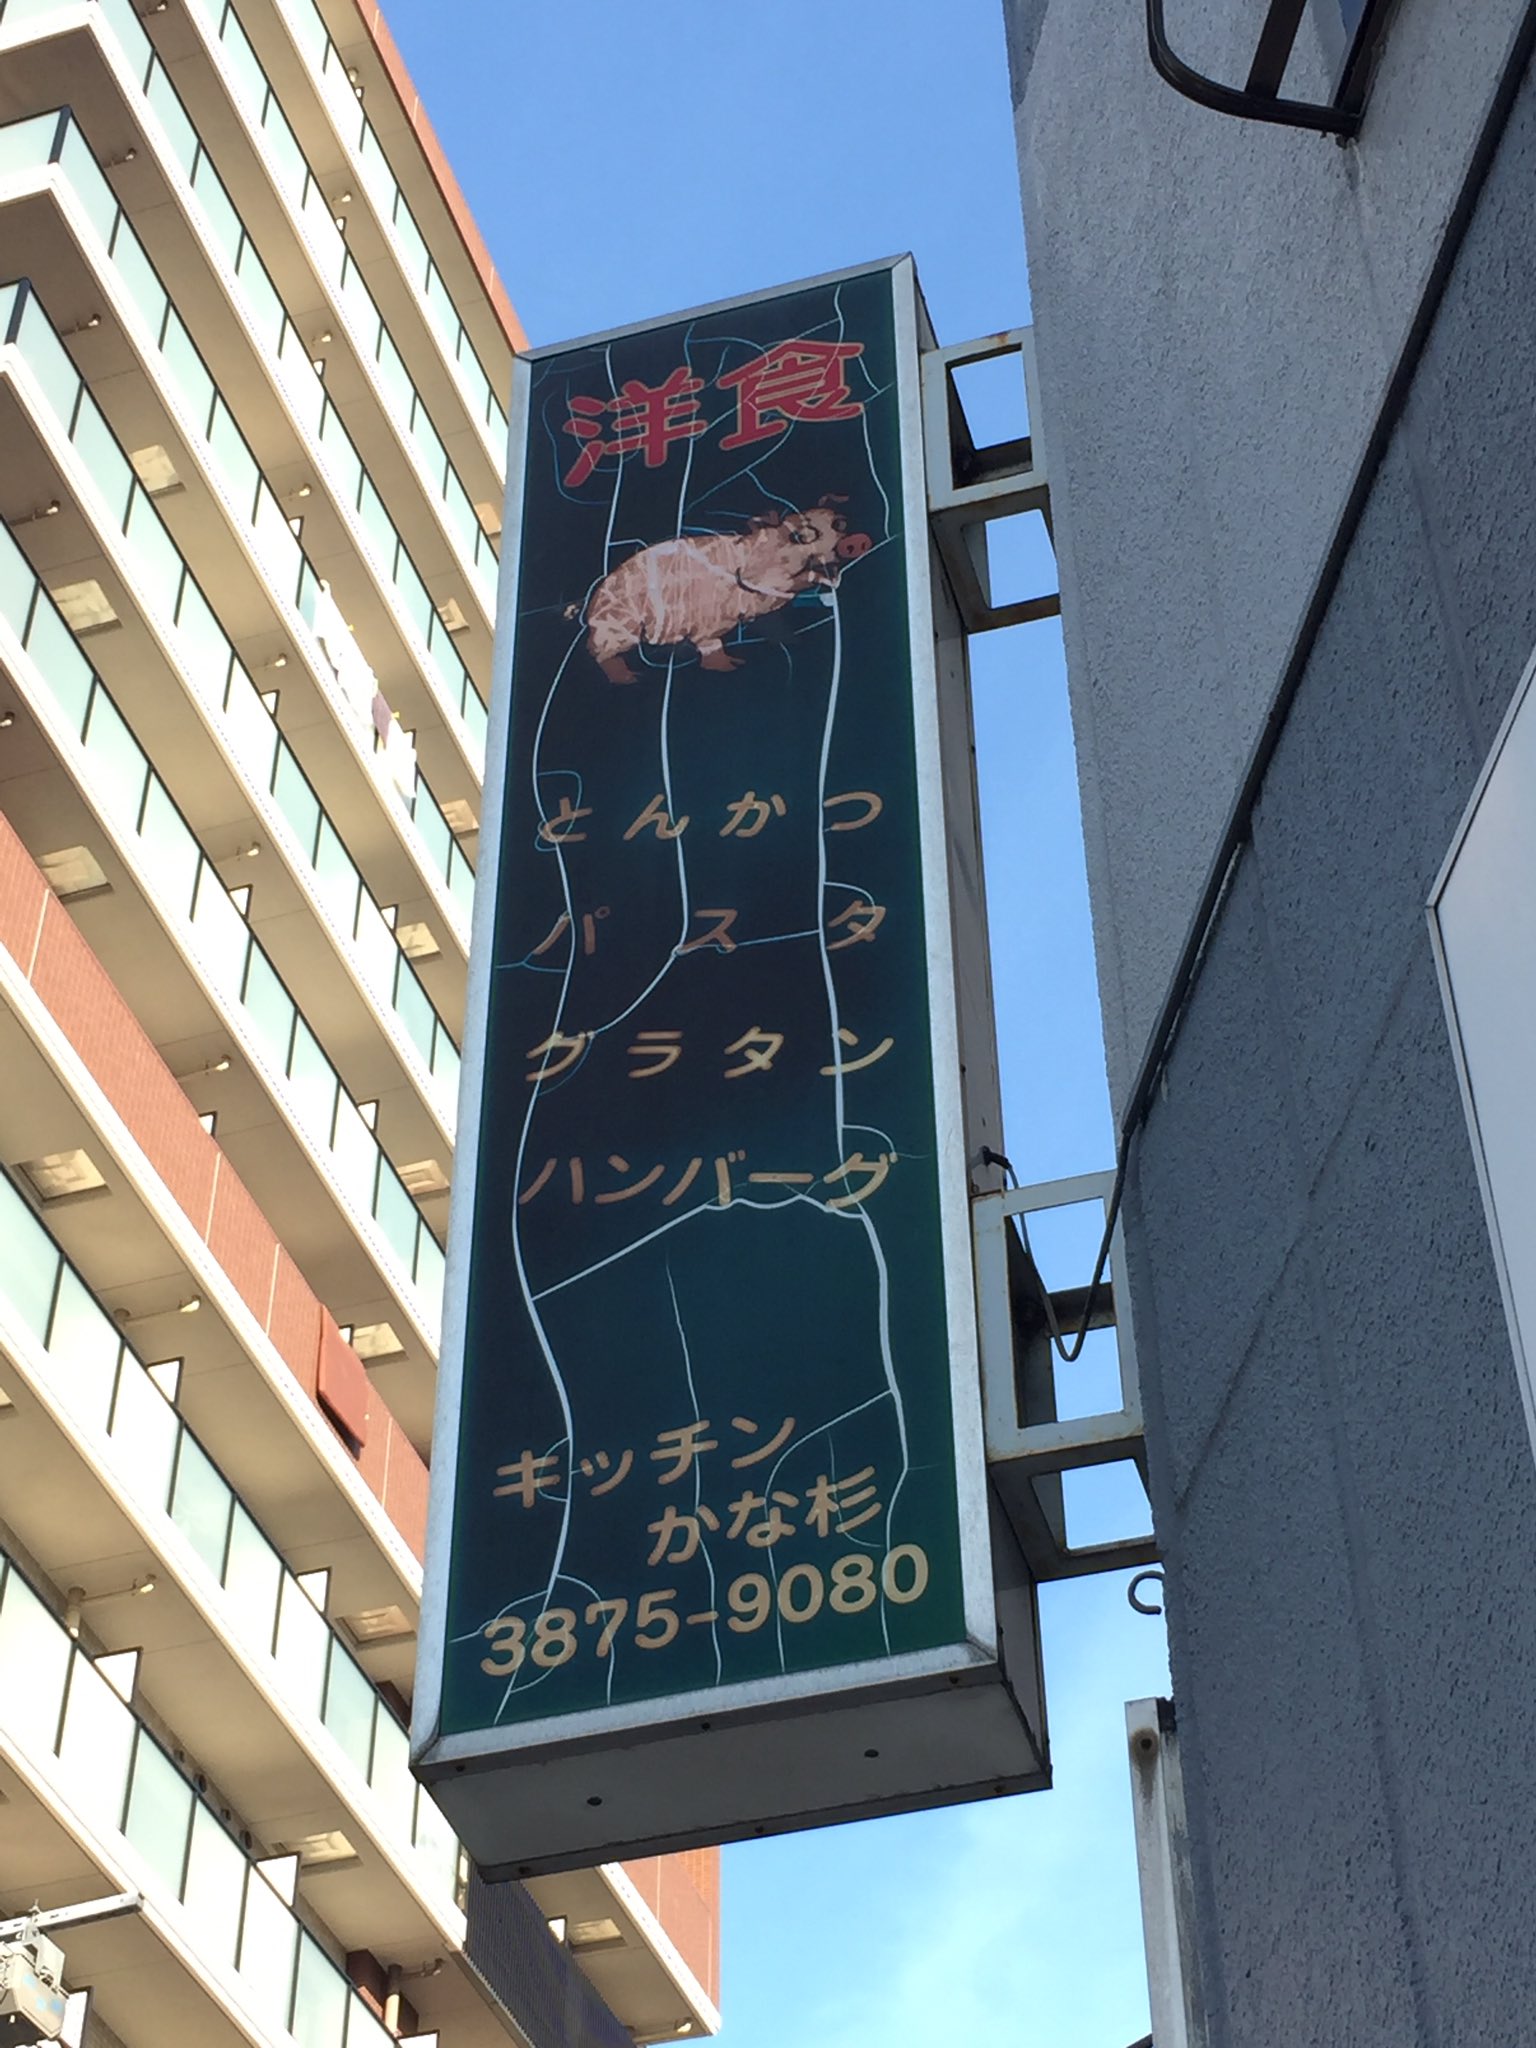 洋食
とんかつ
パスタ
グラタン
ハンバーグ
キッチン
かな杉
3875-9080